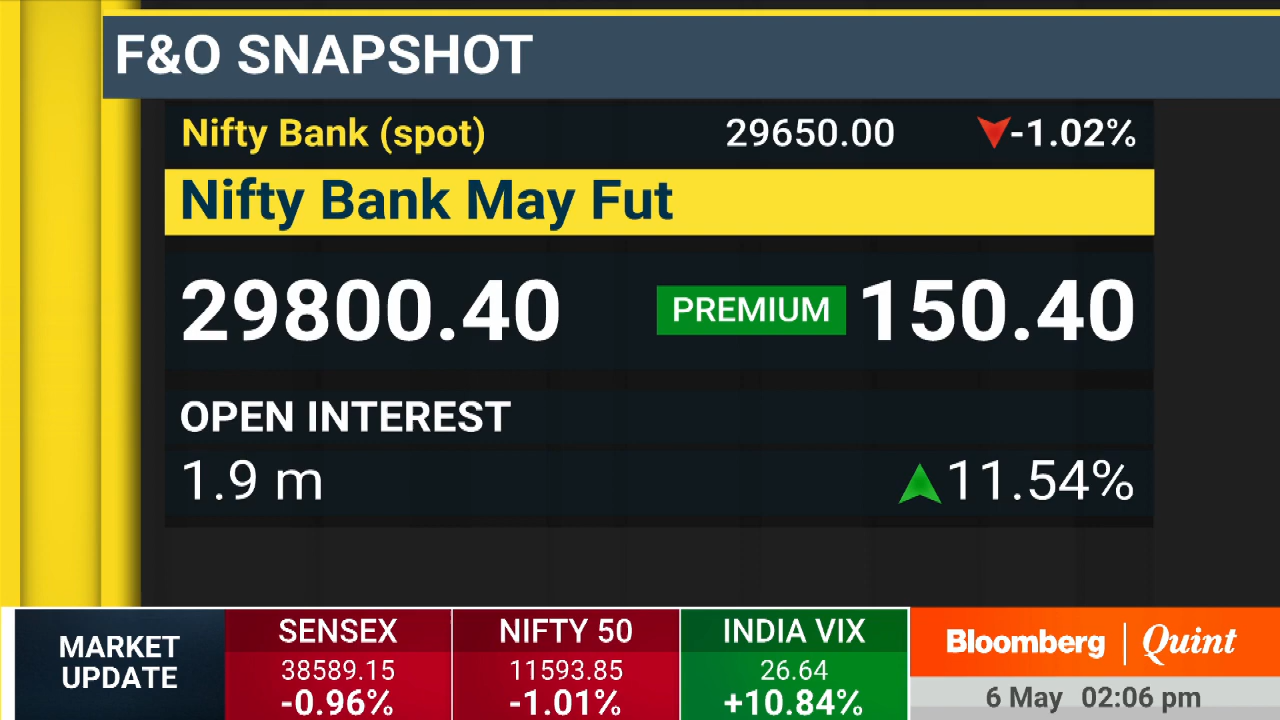 F&O SNAPSHOT
Nifty Bank (spot) 29650.00 -1.02%
Nifty Bank May Fut
29800.40 PREMIUM 150.40
OPEN INTEREST
1.9 m 11.54%
MARKET UPDATE
SENSEX
38589.15
-0.96%
NIFTY 50
11593.85
-1.01%
INDIA VIX
26.64
+10.84%
Bloomberg | Quint
6 May 02:06 pm